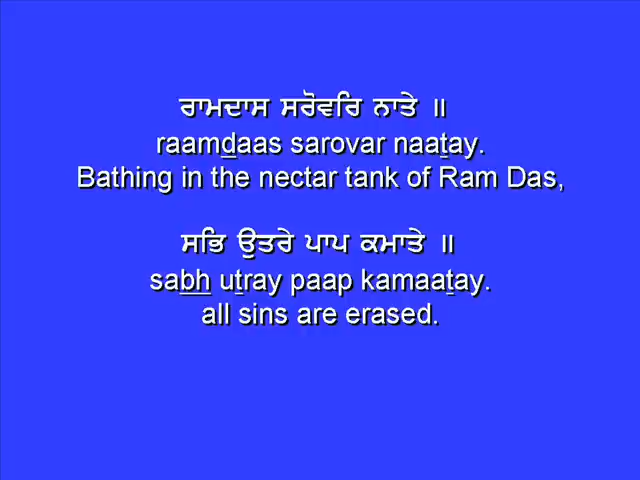 ਰਾਮਦਾਸ ਸਰੋਵਰਿ ਨਾਤੇ ॥
raamdaas sarovar naatay.
Bathing in the nectar tank of Ram Das,
ਸਭਿ ਉਤਰੇ ਪਾਪ ਕਮਾਤੇ ॥
sabh utray paap kamaatay.
all sins are erased.